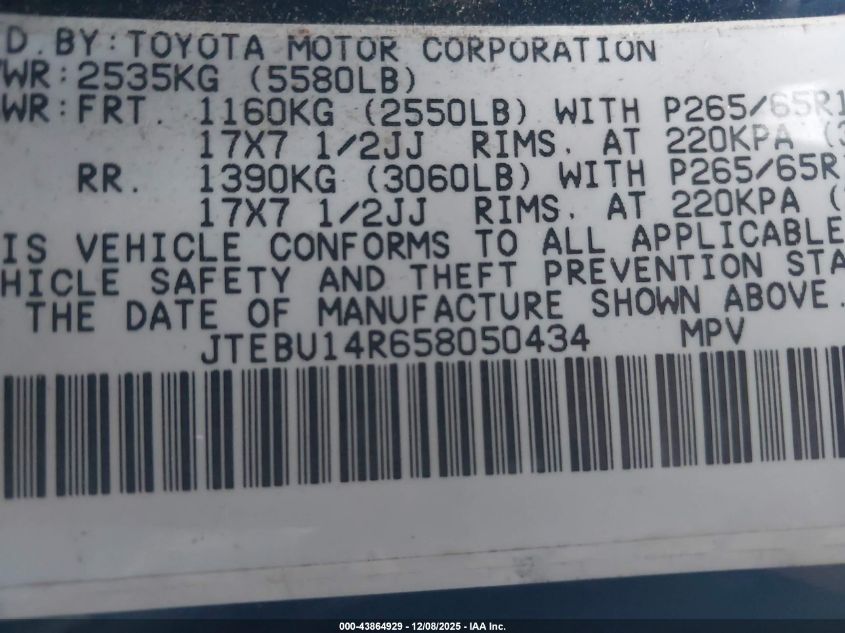 D. BY: TOYOTA MOTOR CORPORATION
WR: 2535KG (5580LB)
WR: FRT. 1160KG (2550LB) WITH P265/65R1
17X7 1/2JJ RIMS. AT 220KPA (3
RR. 1390KG (3060LB) WITH P265/65R
17X7 1/2JJ RIMS. AT 220KPA (
IS VEHICLE CONFORMS TO ALL APPLICABLE
HICLE SAFETY AND THEFT PREVENTION STA
THE DATE OF MANUFACTURE SHOWN ABOVE.
JTEBU14R658050434 MPV
000-43864929 - 12/08/2025 - IAA Inc.